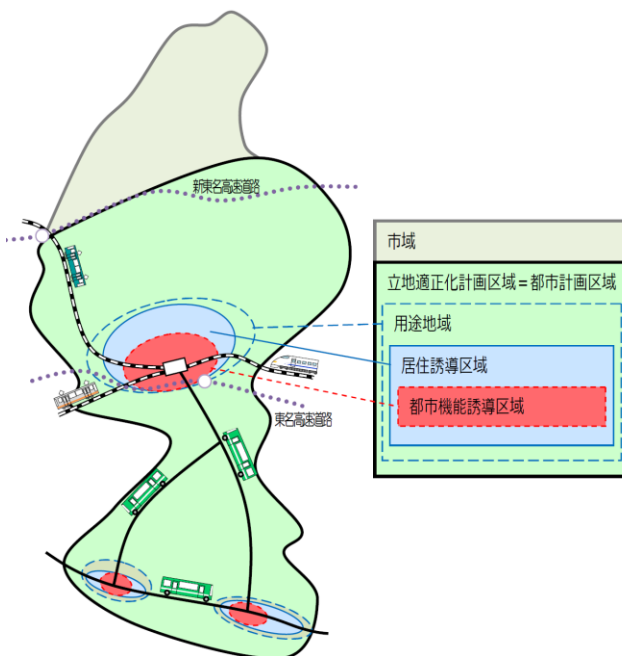 新東名高速道路
市域
立地適正化計画区域＝都市計画区域
用途地域
居住誘導区域
都市機能誘導区域
東名高速道路